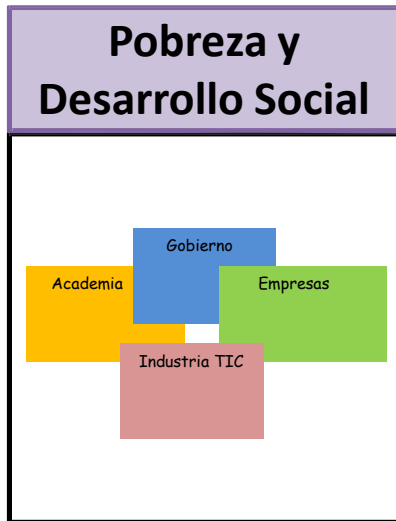 Pobreza y
Desarrollo Social
Gobierno
Academia
Empresas
Industria TIC